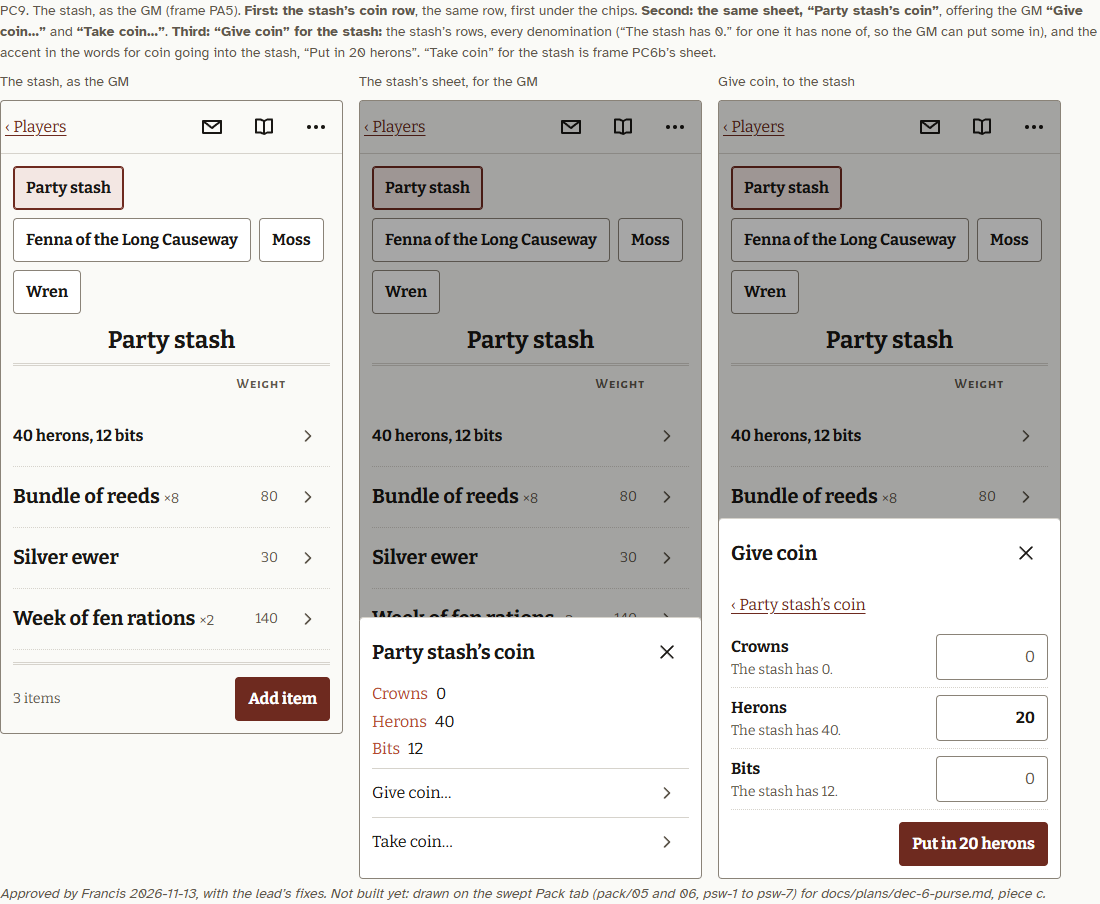 PC9. The stash, as the GM (frame PA5). First: the stash’s coin row, the same row, first under the chips. Second: the same sheet, “Party stash’s coin”, offering the GM “Give
coin…” and “Take coin…”. Third: “Give coin” for the stash: the stash’s rows, every denomination (“The stash has 0.” for one it has none of, so the GM can put some in), and the
accent in the words for coin going into the stash, “Put in 20 herons”. “Take coin” for the stash is frame PC6b’s sheet.
The stash, as the GM
‹ Players
Party stash
Fenna of the Long Causeway
Moss
Wren
Party stash
WEIGHT
40 herons, 12 bits
Bundle of reeds ×8 80
Silver ewer 30
Week of fen rations ×2 140
3 items
Add item
The stash’s sheet, for the GM
‹ Players
Party stash
Fenna of the Long Causeway
Moss
Wren
Party stash
WEIGHT
40 herons, 12 bits
Bundle of reeds ×8 80
Silver ewer 30
Week of fen rations ×2 140
Party stash’s coin
Crowns 0
Herons 40
Bits 12
Give coin…
Take coin…
Give coin, to the stash
‹ Players
Party stash
Fenna of the Long Causeway
Moss
Wren
Party stash
WEIGHT
40 herons, 12 bits
Bundle of reeds ×8 80
Give coin
‹ Party stash’s coin
Crowns
The stash has 0.
0
Herons
The stash has 40.
20
Bits
The stash has 12.
0
Put in 20 herons
Approved by Francis 2026-11-13, with the lead’s fixes. Not built yet: drawn on the swept Pack tab (pack/05 and 06, psw-1 to psw-7) for docs/plans/dec-6-purse.md, piece c.